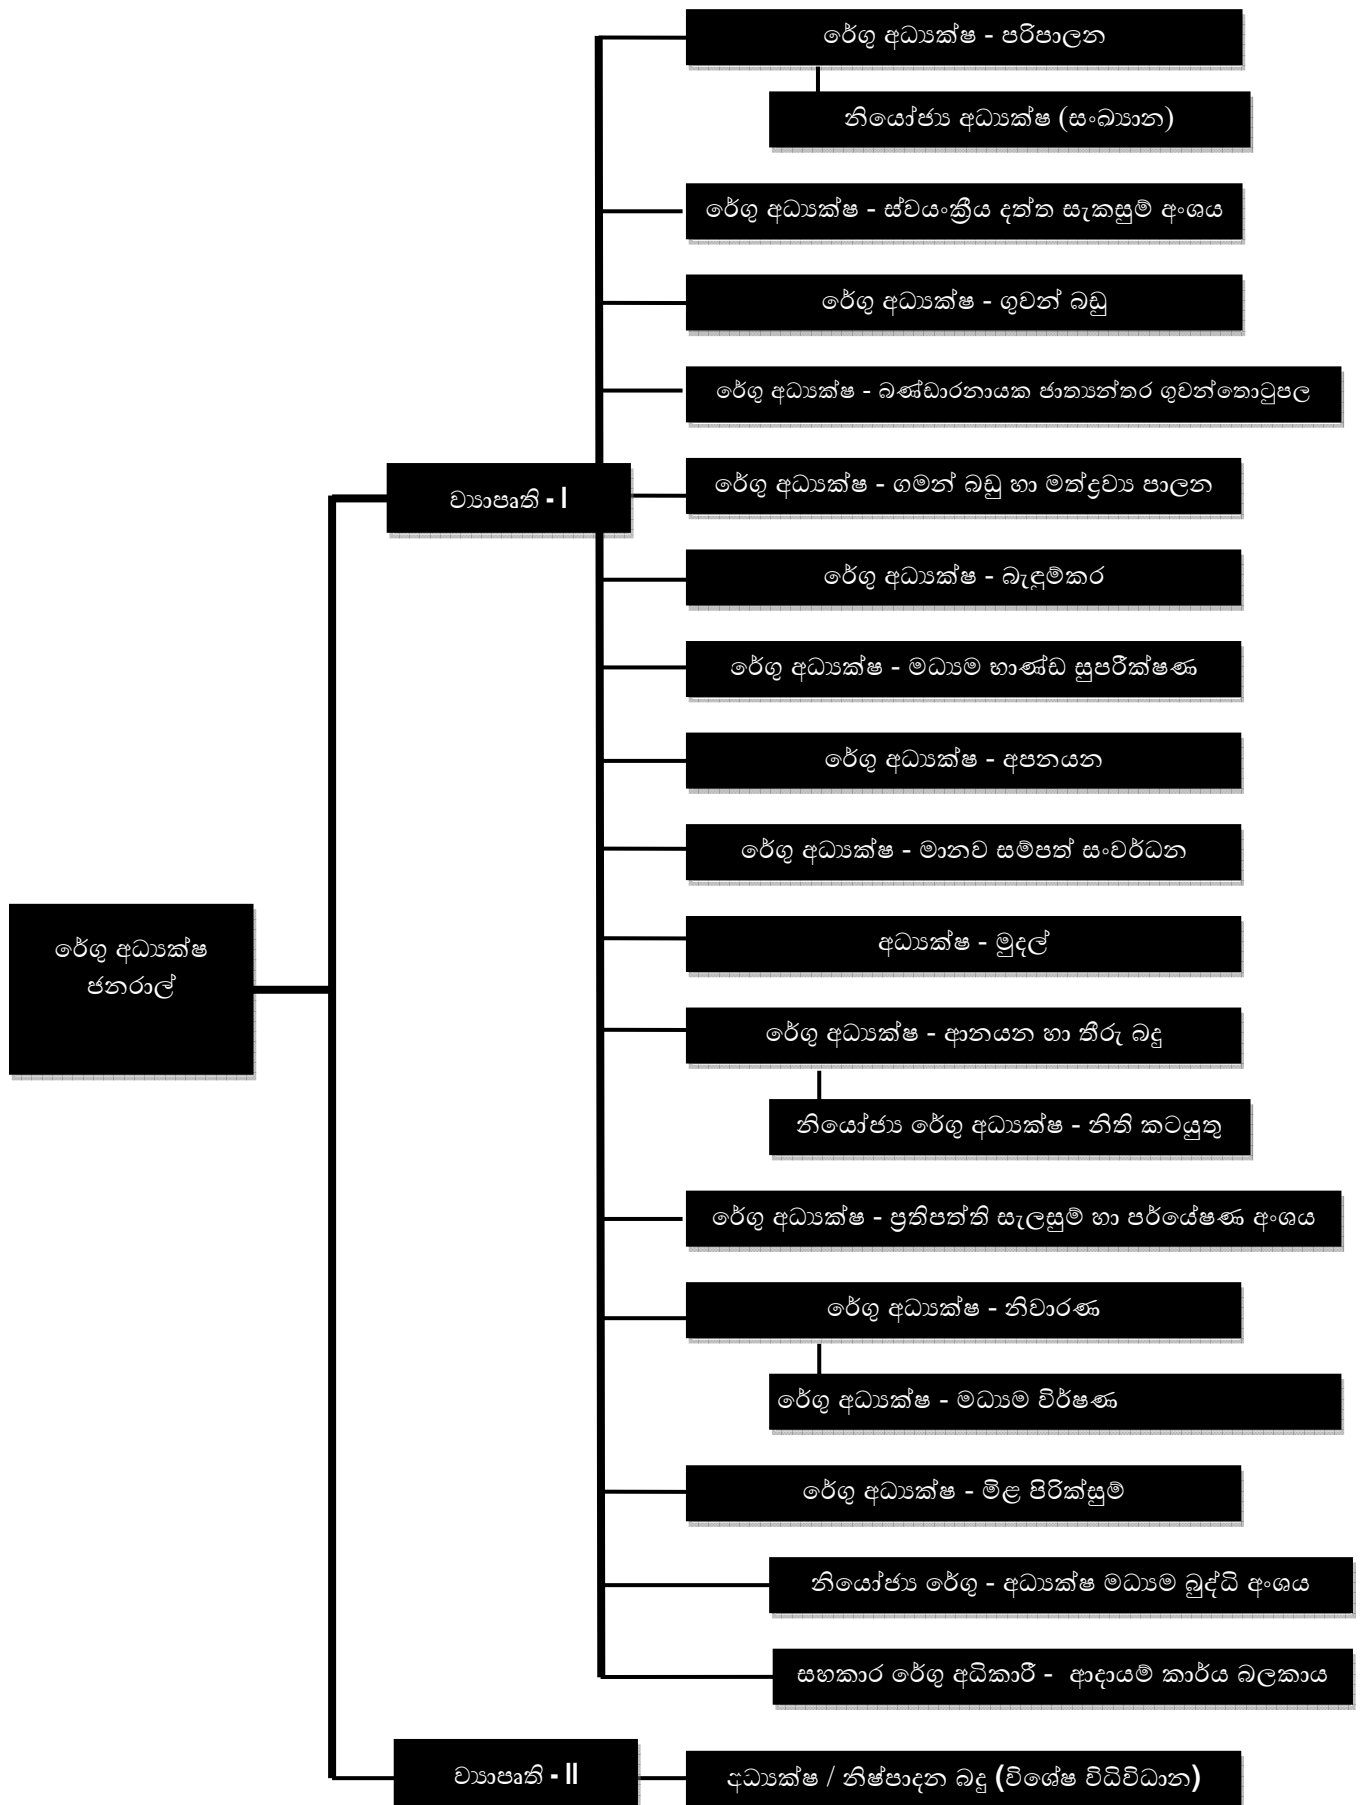 රේගු අධ්‍යක්ෂ - පරිපාලන
නියෝජ්‍ය අධ්‍යක්ෂ (සංඛ්‍යාන)
රේගු අධ්‍යක්ෂ - ස්වයංක්‍රීය දත්ත සැකසුම් අංශය
රේගු අධ්‍යක්ෂ - ගුවන් බඩු
රේගු අධ්‍යක්ෂ - බණ්ඩාරනායක ජාත්‍යන්තර ගුවන්තොටුපල
ව්‍යාපෘති - I
රේගු අධ්‍යක්ෂ - ගමන් බඩු හා මත්ද්‍රව්‍ය පාලන
රේගු අධ්‍යක්ෂ - බැඳුම්කර
රේගු අධ්‍යක්ෂ - මධ්‍යම භාණ්ඩ සුපරීක්ෂණ
රේගු අධ්‍යක්ෂ - අපනයන
රේගු අධ්‍යක්ෂ - මානව සම්පත් සංවර්ධන
රේගු අධ්‍යක්ෂ
ජනරාල්
අධ්‍යක්ෂ - මුදල්
රේගු අධ්‍යක්ෂ - ආනයන හා තීරු බදු
නියෝජ්‍ය රේගු අධ්‍යක්ෂ - නීති කටයුතු
රේගු අධ්‍යක්ෂ - ප්‍රතිපත්ති සැලසුම් හා පර්යේෂණ අංශය
රේගු අධ්‍යක්ෂ - නිවාරණ
රේගු අධ්‍යක්ෂ - මධ්‍යම විර්ෂණ
රේගු අධ්‍යක්ෂ - මිළ පිරික්සුම්
නියෝජ්‍ය රේගු - අධ්‍යක්ෂ මධ්‍යම බුද්ධි අංශය
සහකාර රේගු අධිකාරී - ආදායම් කාර්ය බලකාය
ව්‍යාපෘති - II
අධ්‍යක්ෂ / නිෂ්පාදන බදු (විශේෂ විධිවිධාන)